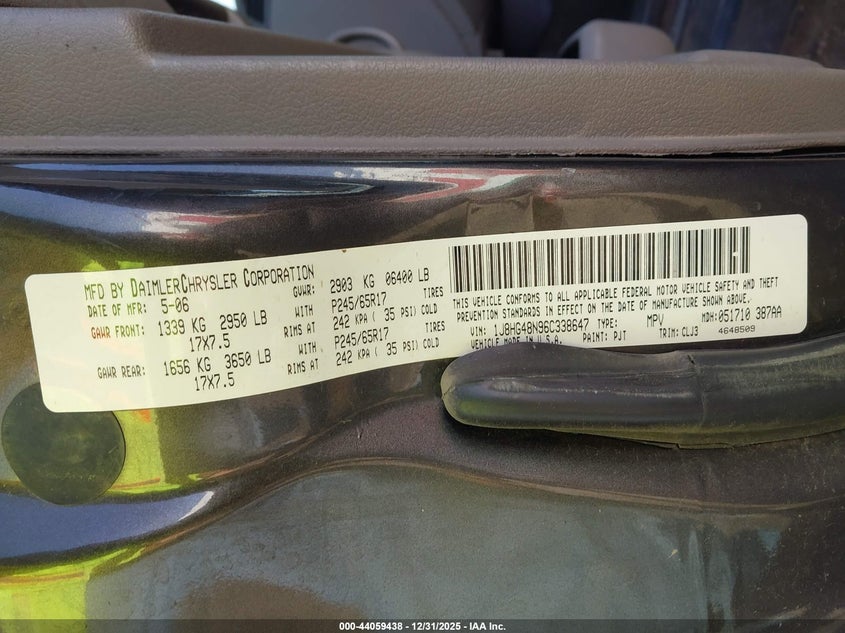 MFD BY DAIMLERCHRYSLER CORPORATION
DATE OF MFR: 5-06 GVWR: 2903 KG 06400 LB
GAWR FRONT: 1339 KG 2950 LB WITH P245/65R17 TIRES
17X7.5 RIMS AT 242 KPA( 35 PSI) COLD
GAWR REAR: 1656 KG 3650 LB WITH P245/65R17 TIRES
17X7.5 RIMS AT 242 KPA( 35 PSI) COLD
THIS VEHICLE CONFORMS TO ALL APPLICABLE FEDERAL MOTOR VEHICLE SAFETY AND THEFT
PREVENTION STANDARDS IN EFFECT ON THE DATE OF MANUFACTURE SHOWN ABOVE.
VIN: 1J8HG48N96C338647 TYPE: MPV MDH: 051710 387AA
VEHICLE MADE IN U.S.A. PAINT: PJT TRIM: CLJ3 4648509
000-44059438 - 12/31/2025 - IAA Inc.